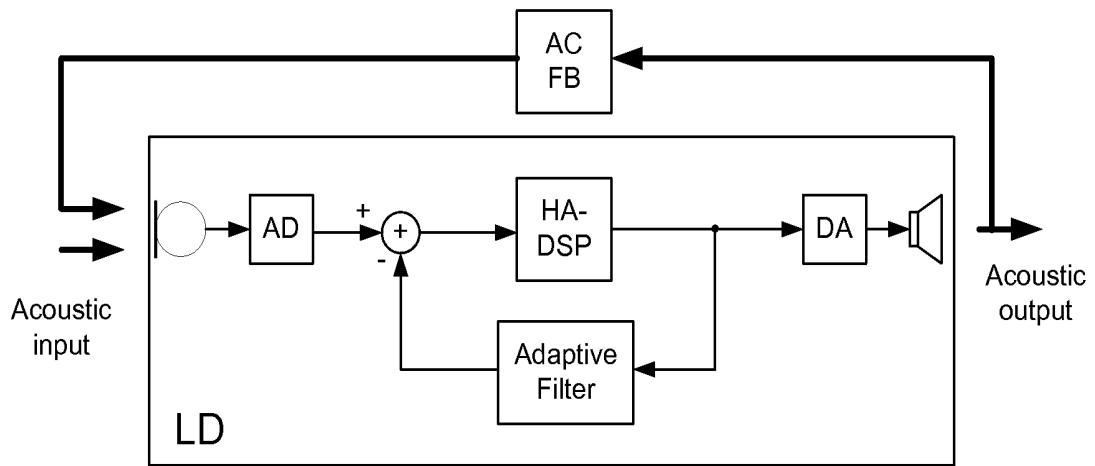 AC
FB
AD
+
+
-
HA-
DSP
DA
Acoustic
input
Acoustic
output
Adaptive
Filter
LD